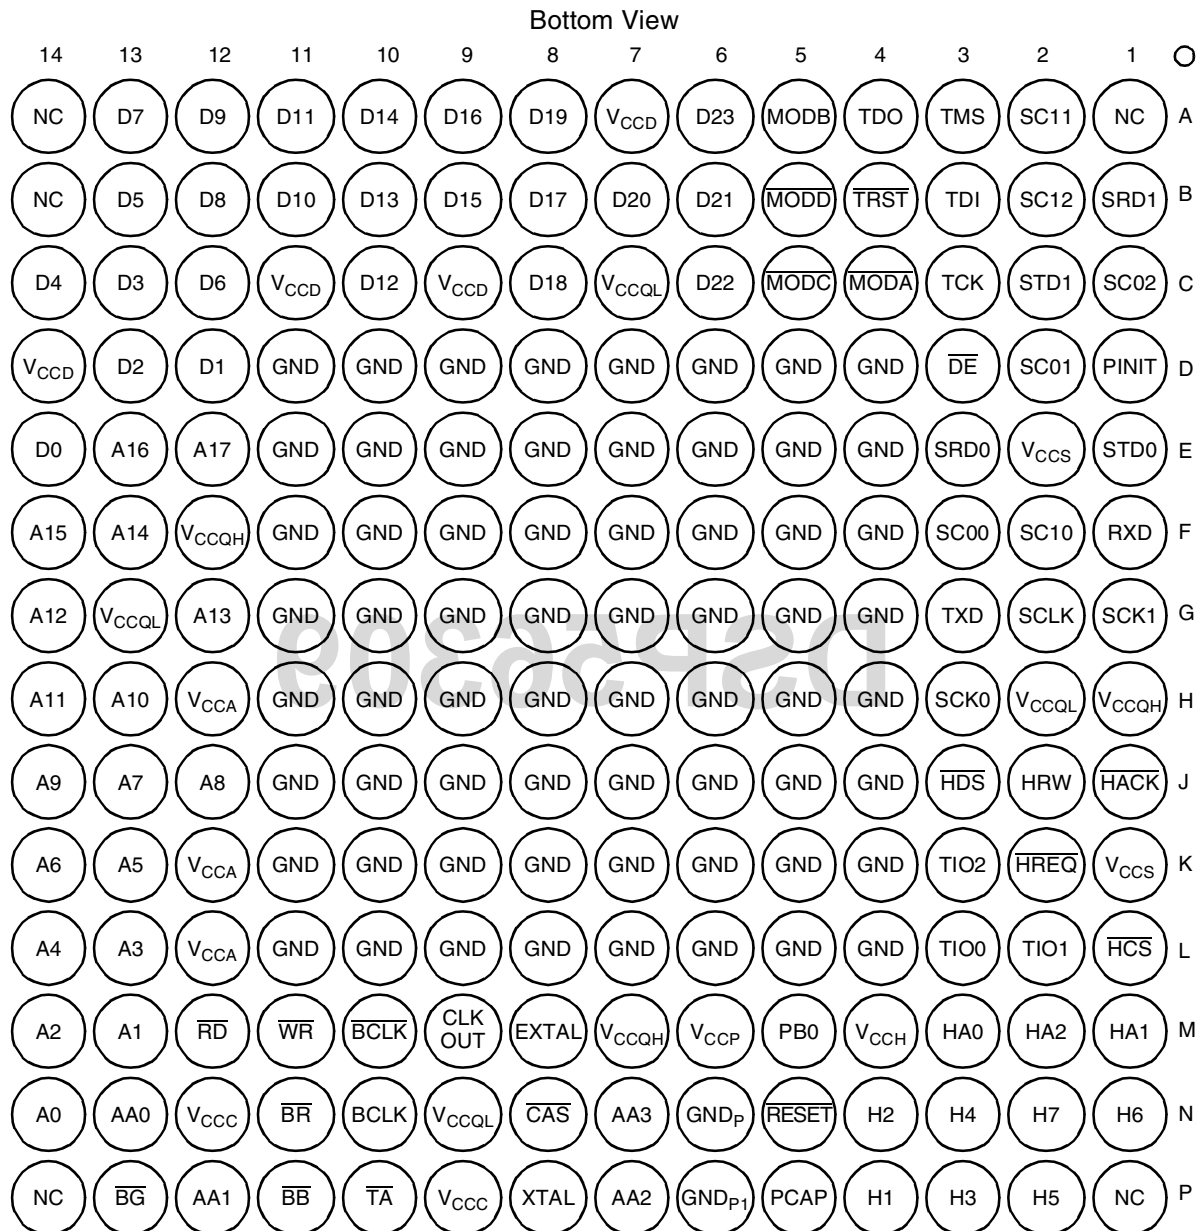 Bottom View
14 13 12 11 10 9 8 7 6 5 4 3 2 1
NC D7 D9 D11 D14 D16 D19 VCCD D23 MODB TDO TMS SC11 NC A
NC D5 D8 D10 D13 D15 D17 D20 D21 MODD TRST TDI SC12 SRD1 B
D4 D3 D6 VCCD D12 VCCD D18 VCCQL D22 MODC MODA TCK STD1 SC02 C
VCCD D2 D1 GND GND GND GND GND GND GND GND DE SC01 PINIT D
D0 A16 A17 GND GND GND GND GND GND GND GND SRD0 VCCS STD0 E
A15 A14 VCCQH GND GND GND GND GND GND GND GND SC00 SC10 RXD F
A12 VCCQL A13 GND GND GND GND GND GND GND GND TXD SCLK SCK1 G
DSP56309
A11 A10 VCCA GND GND GND GND GND GND GND GND SCK0 VCCQL VCCQH H
A9 A7 A8 GND GND GND GND GND GND GND GND HDS HRW HACK J
A6 A5 VCCA GND GND GND GND GND GND GND GND TIO2 HREQ VCCS K
A4 A3 VCCA GND GND GND GND GND GND GND GND TIO0 TIO1 HCS L
A2 A1 RD WR BCLK CLK OUT EXTAL VCCQH VCCP PB0 VCCH HA0 HA2 HA1 M
A0 AA0 VCCC BR BCLK VCCQL CAS AA3 GNDP RESET H2 H4 H7 H6 N
NC BG AA1 BB TA VCCC XTAL AA2 GNDP1 PCAP H1 H3 H5 NC P